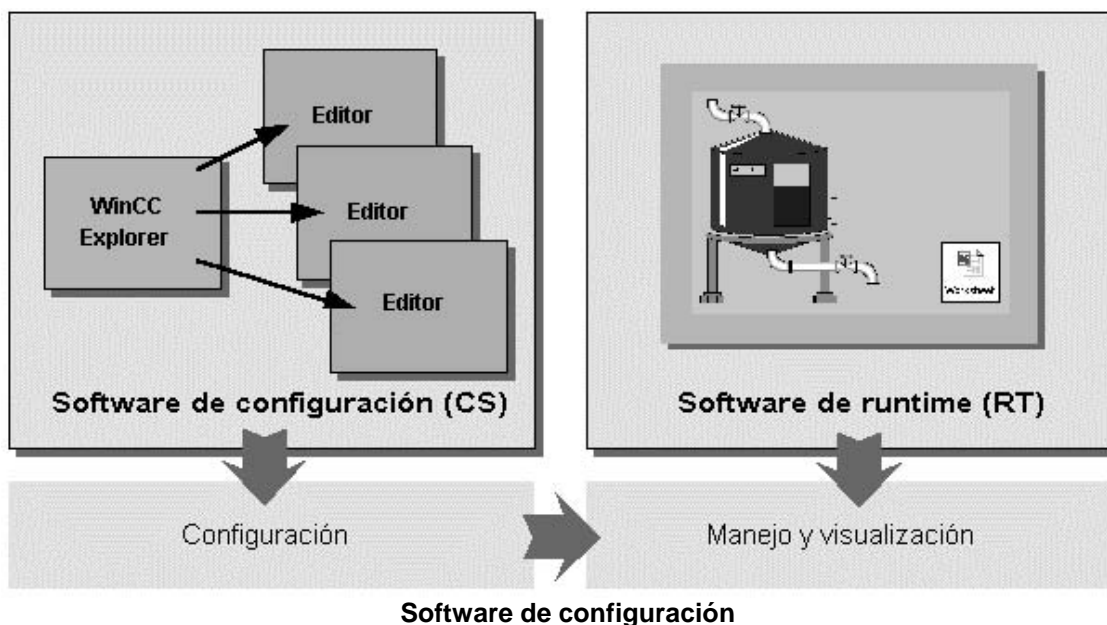 Editor
WinCC
Explorer
Editor
Editor
Software de configuración (CS)
Worksheet
Software de runtime (RT)
Configuración
Manejo y visualización
Software de configuración